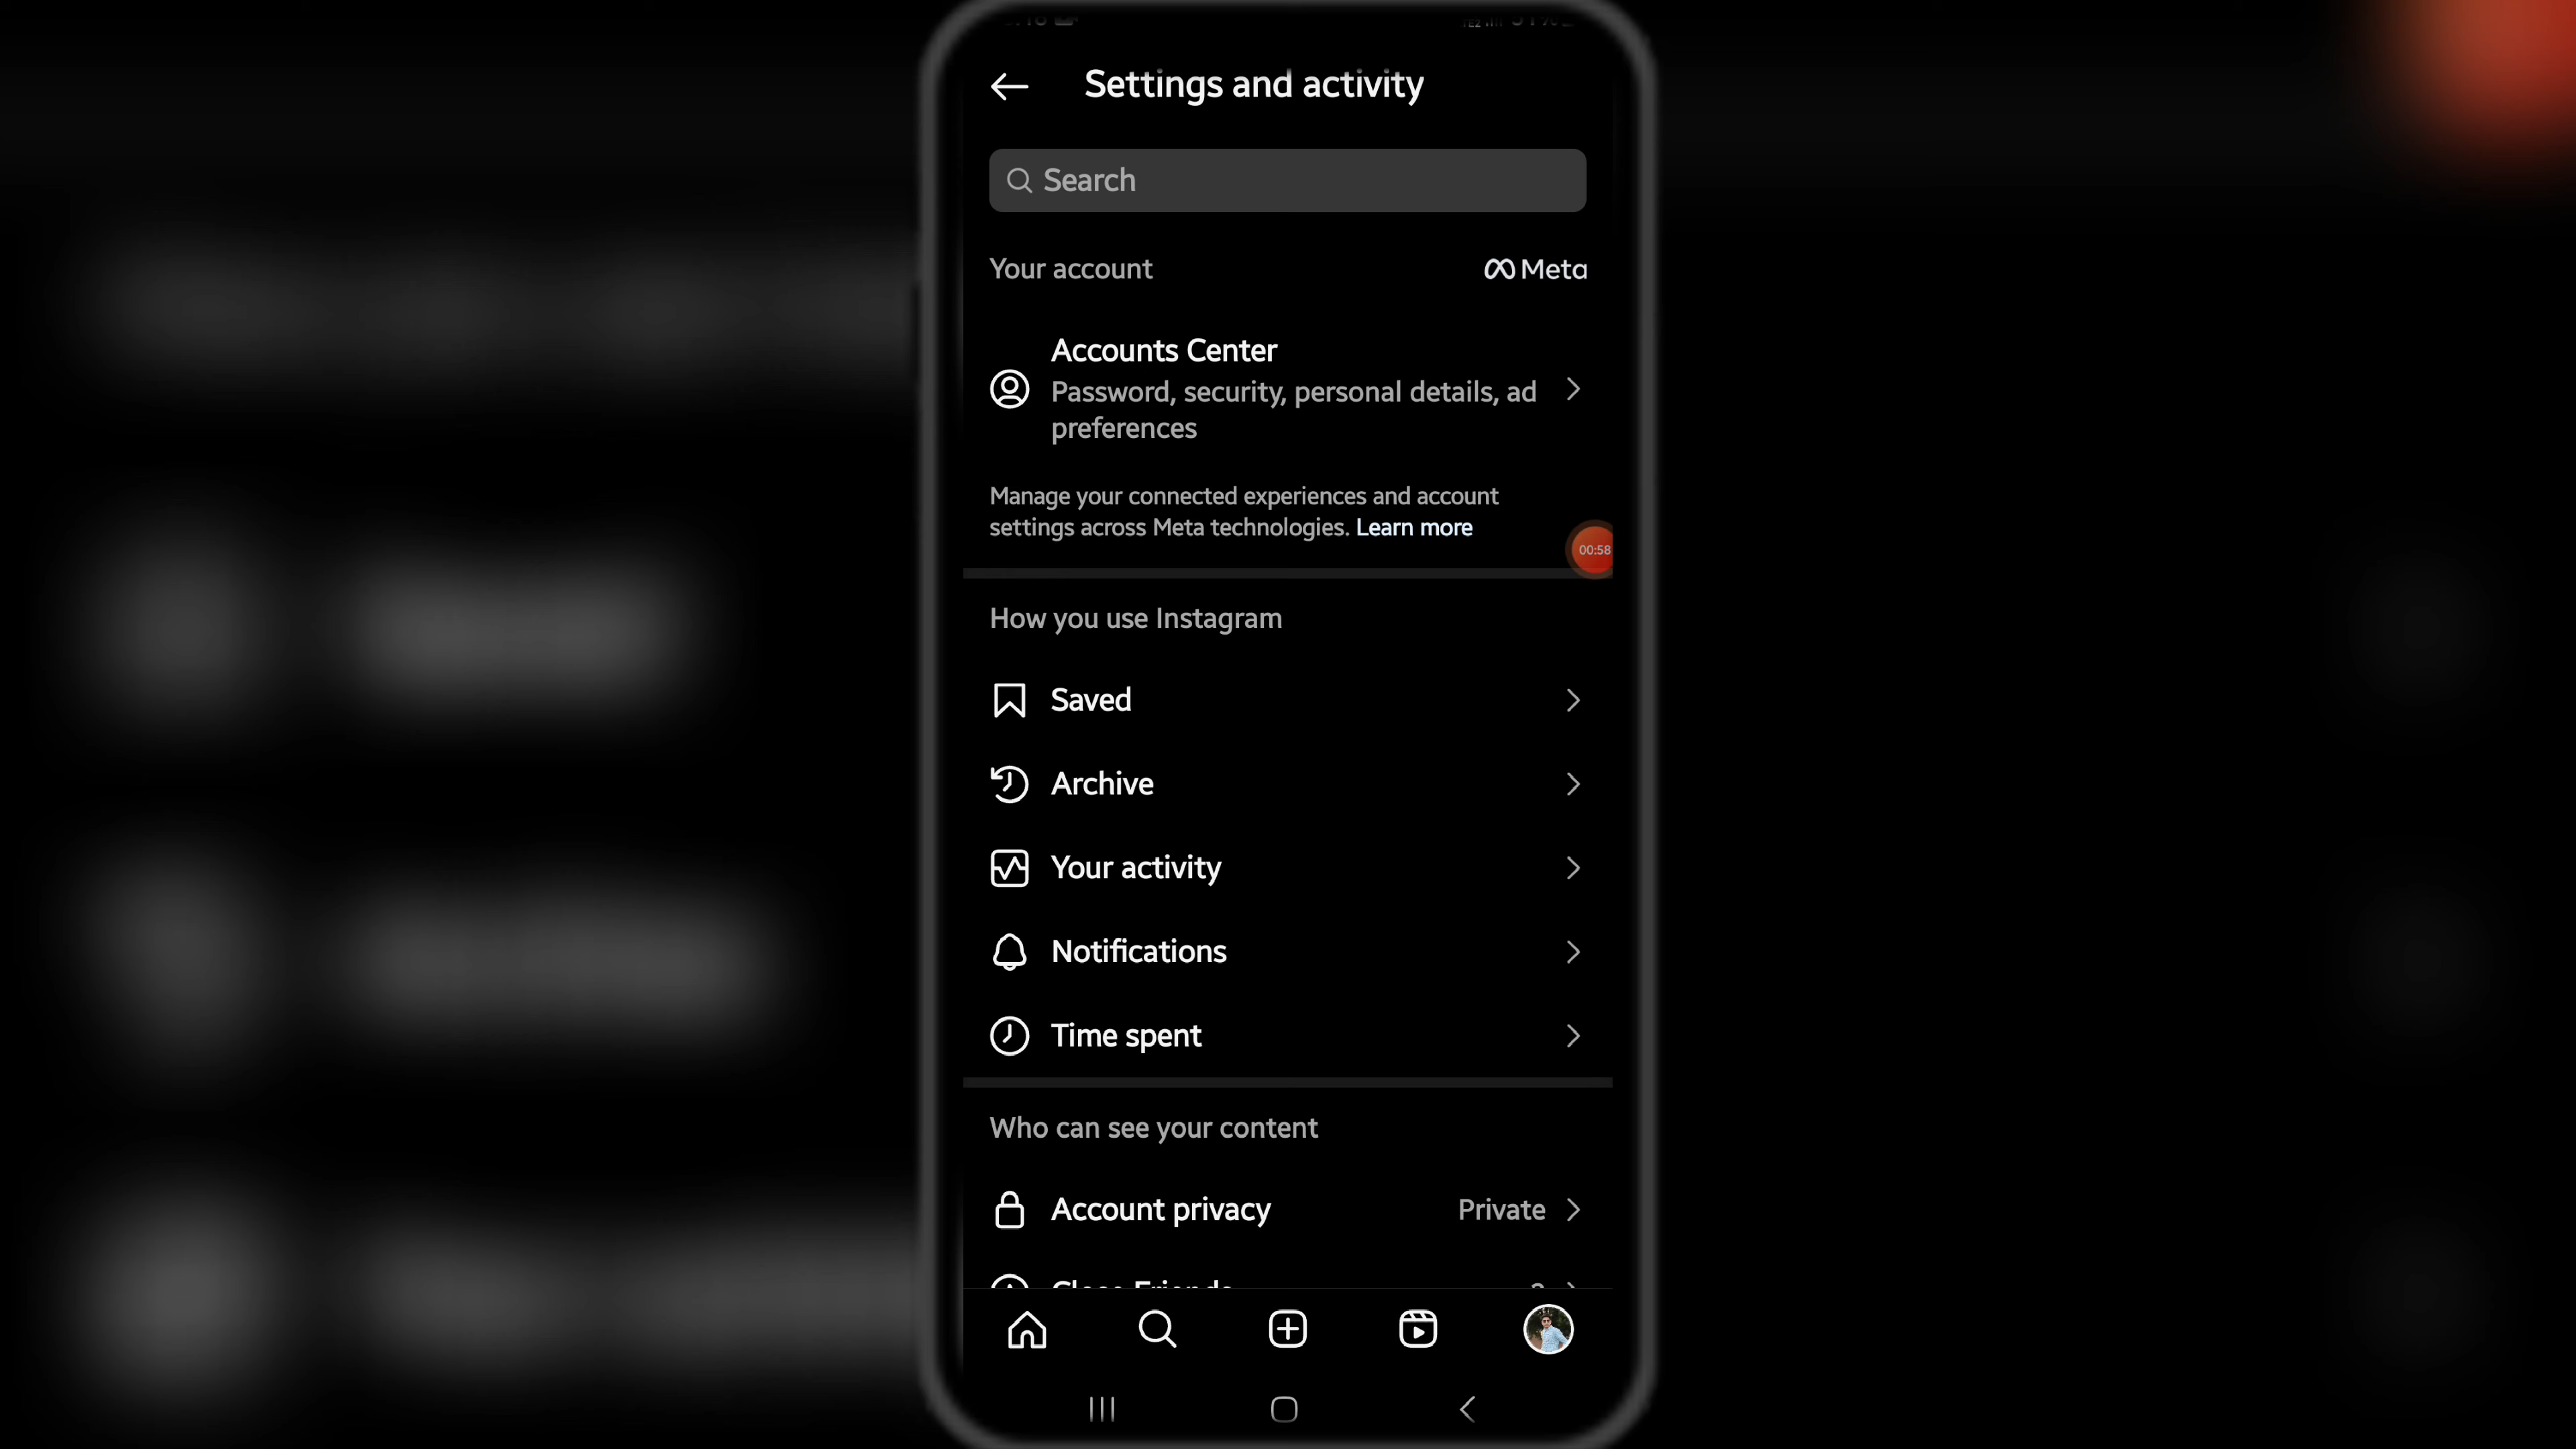 Settings and activity
Search
Your account
Meta
Accounts Center
Password, security, personal details, ad
preferences
Manage your connected experiences and account
settings across Meta technologies. Learn more
00:58
How you use Instagram
Saved
Archive
Your activity
Notifications
Time spent
Who can see your content
Account privacy
Private
Close Friends